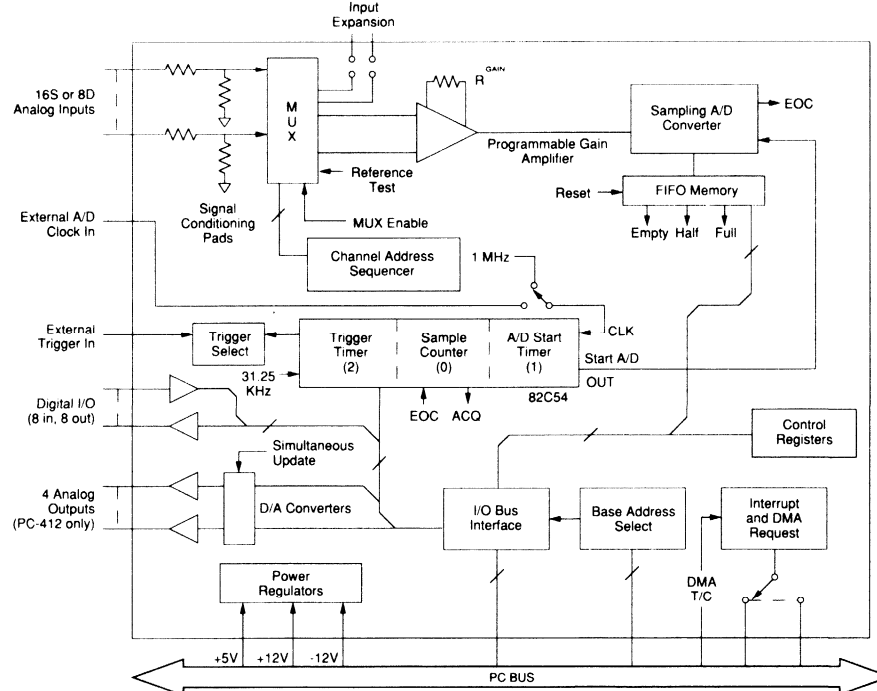 Input
Expansion
16S or 8D
Analog Inputs
M
U
X
R GAIN
Sampling A/D
Converter
EOC
Programmable Gain
Amplifier
Reference
Test
Reset
FIFO Memory
Signal
Conditioning
Pads
MUX Enable
Empty Half Full
External A/D
Clock In
Channel Address
Sequencer
1 MHz
CLK
External
Trigger In
Trigger
Select
Trigger
Timer
(2)
Sample
Counter
(0)
A/D Start
Timer
(1)
Start A/D
31.25
KHz
OUT
82C54
EOC
ACQ
Digital I/O
(8 in, 8 out)
Control
Registers
Simultaneous
Update
4 Analog
Outputs
(PC-412 only)
D/A Converters
I/O Bus
Interface
Base Address
Select
Interrupt
and DMA
Request
Power
Regulators
DMA
T/C
+5V +12V -12V
PC BUS